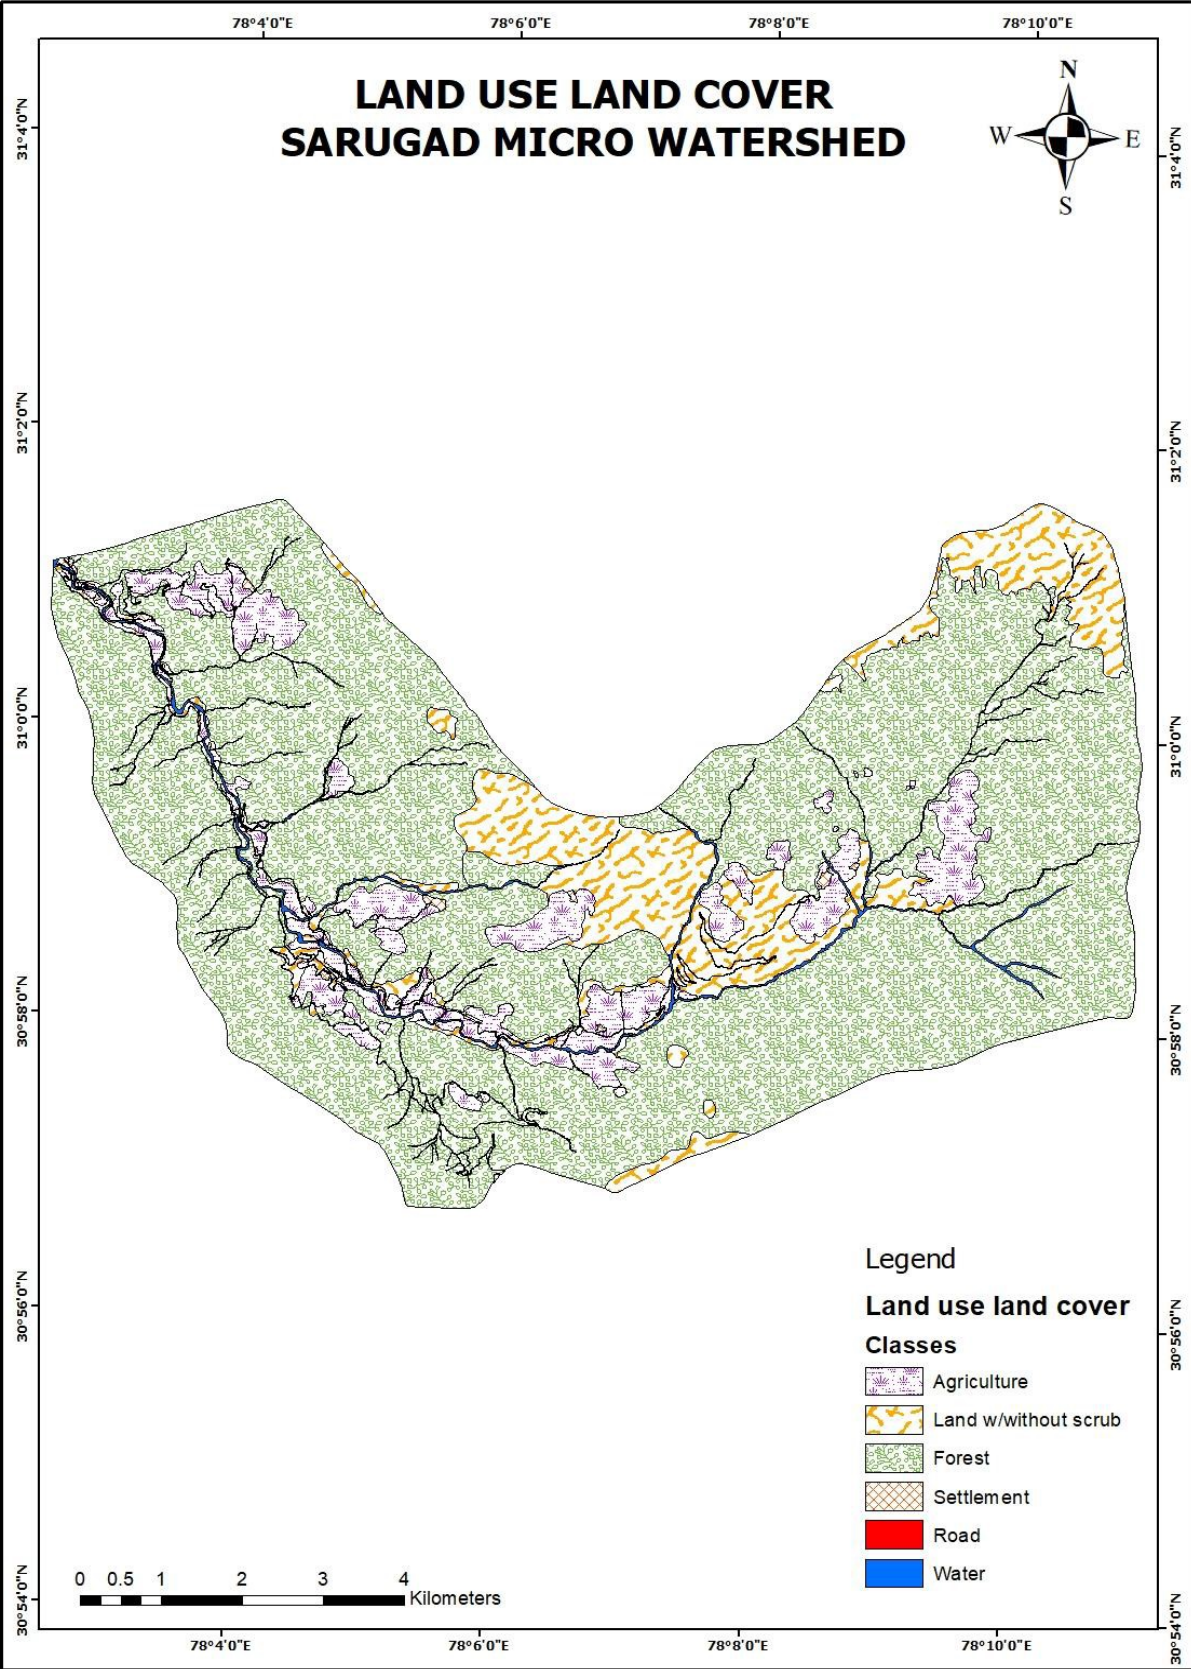 78°4'0"E 78°6'0"E 78°8'0"E 78°10'0"E
LAND USE LAND COVER
SARUGAD MICRO WATERSHED
N
W E
S
31°4'0"N
31°4'0"N
31°2'0"N
31°2'0"N
31°0'0"N
31°0'0"N
30°58'0"N
30°58'0"N
30°56'0"N
30°56'0"N
30°54'0"N
30°54'0"N
Legend
Land use land cover
Classes
Agriculture
Land w/without scrub
Forest
Settlement
Road
Water
0 0.5 1 2 3 4
Kilometers
78°4'0"E 78°6'0"E 78°8'0"E 78°10'0"E